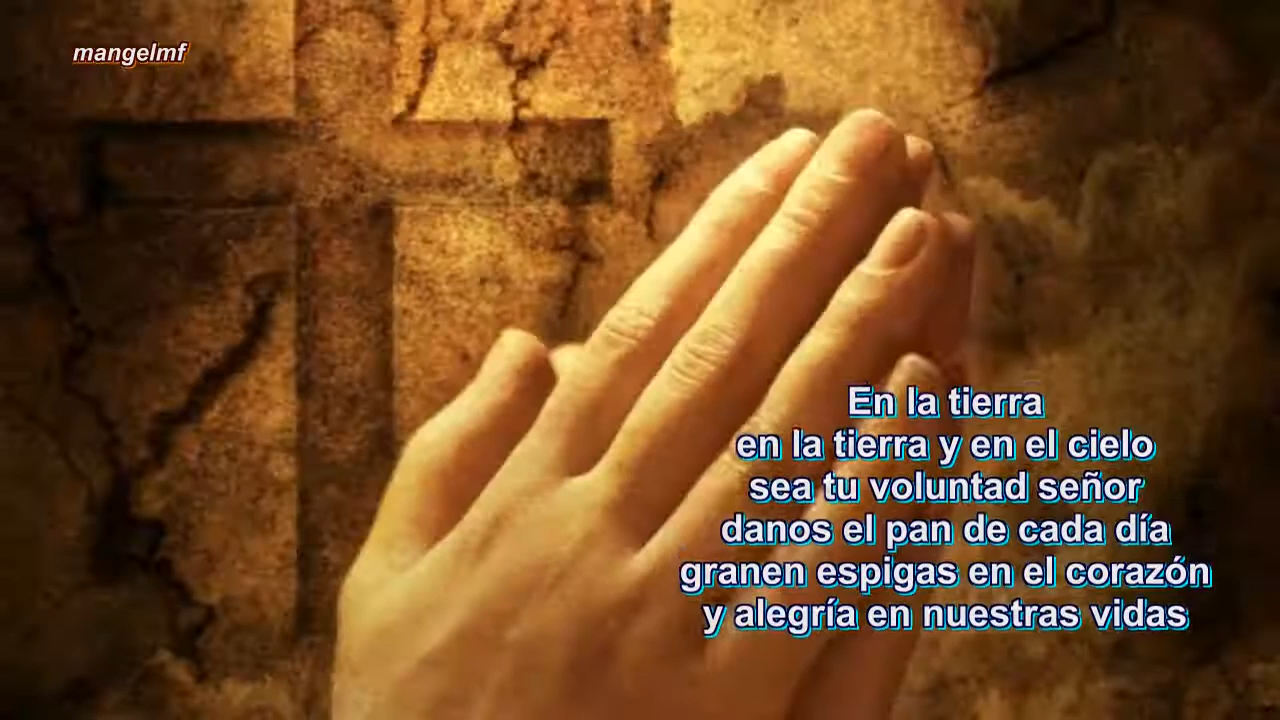 mangelmf
En la tierra
en la tierra y en el cielo
sea tu voluntad señor
danos el pan de cada día
granen espigas en el corazón
y alegría en nuestras vidas